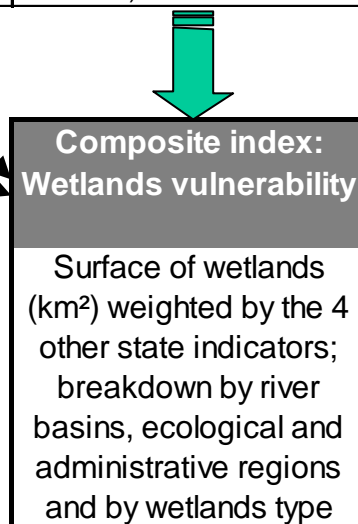 Composite index:
Wetlands vulnerability
Surface of wetlands
(km²) weighted by the 4
other state indicators;
breakdown by river
basins, ecological and
administrative regions
and by wetlands type